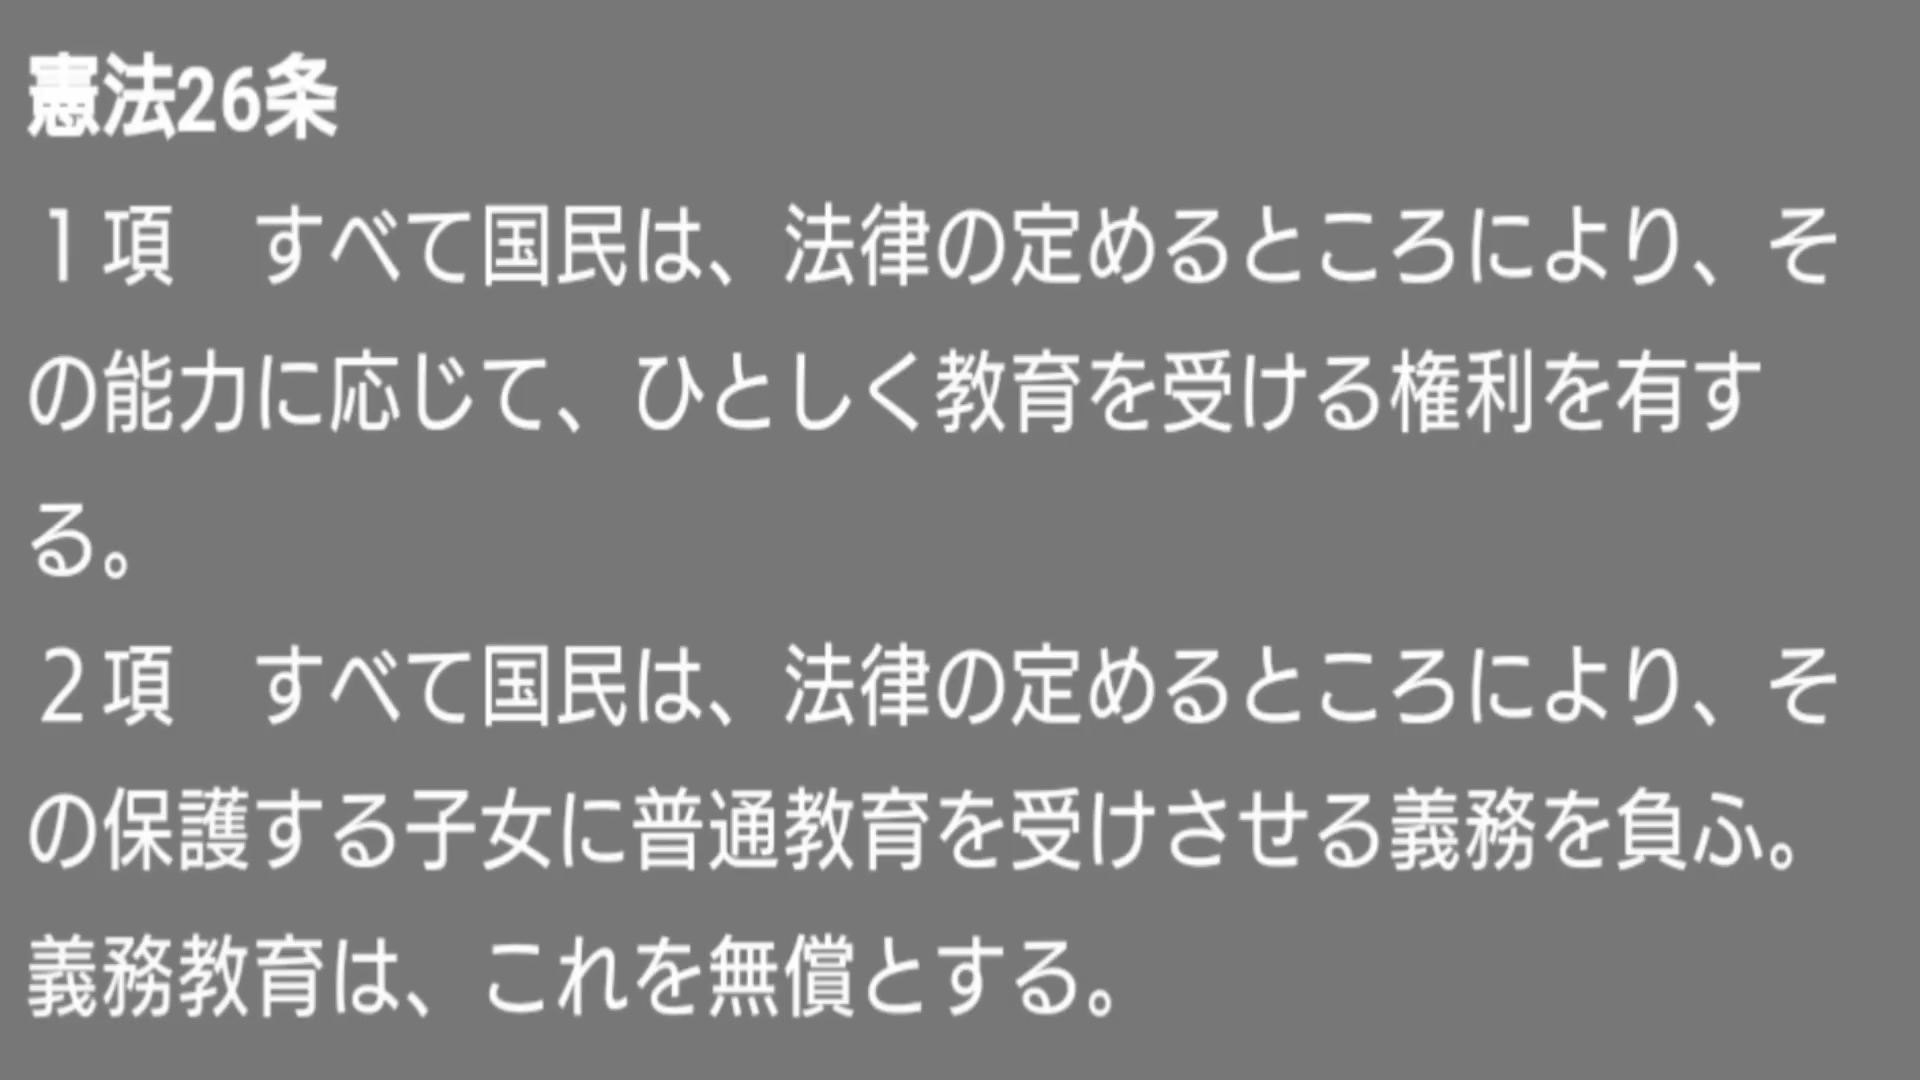 憲法26条
１項　すべて国民は、法律の定めるところにより、そ
の能力に応じて、ひとしく教育を受ける権利を有す
る。
２項　すべて国民は、法律の定めるところにより、そ
の保護する子女に普通教育を受けさせる義務を負ふ。
義務教育は、これを無償とする。